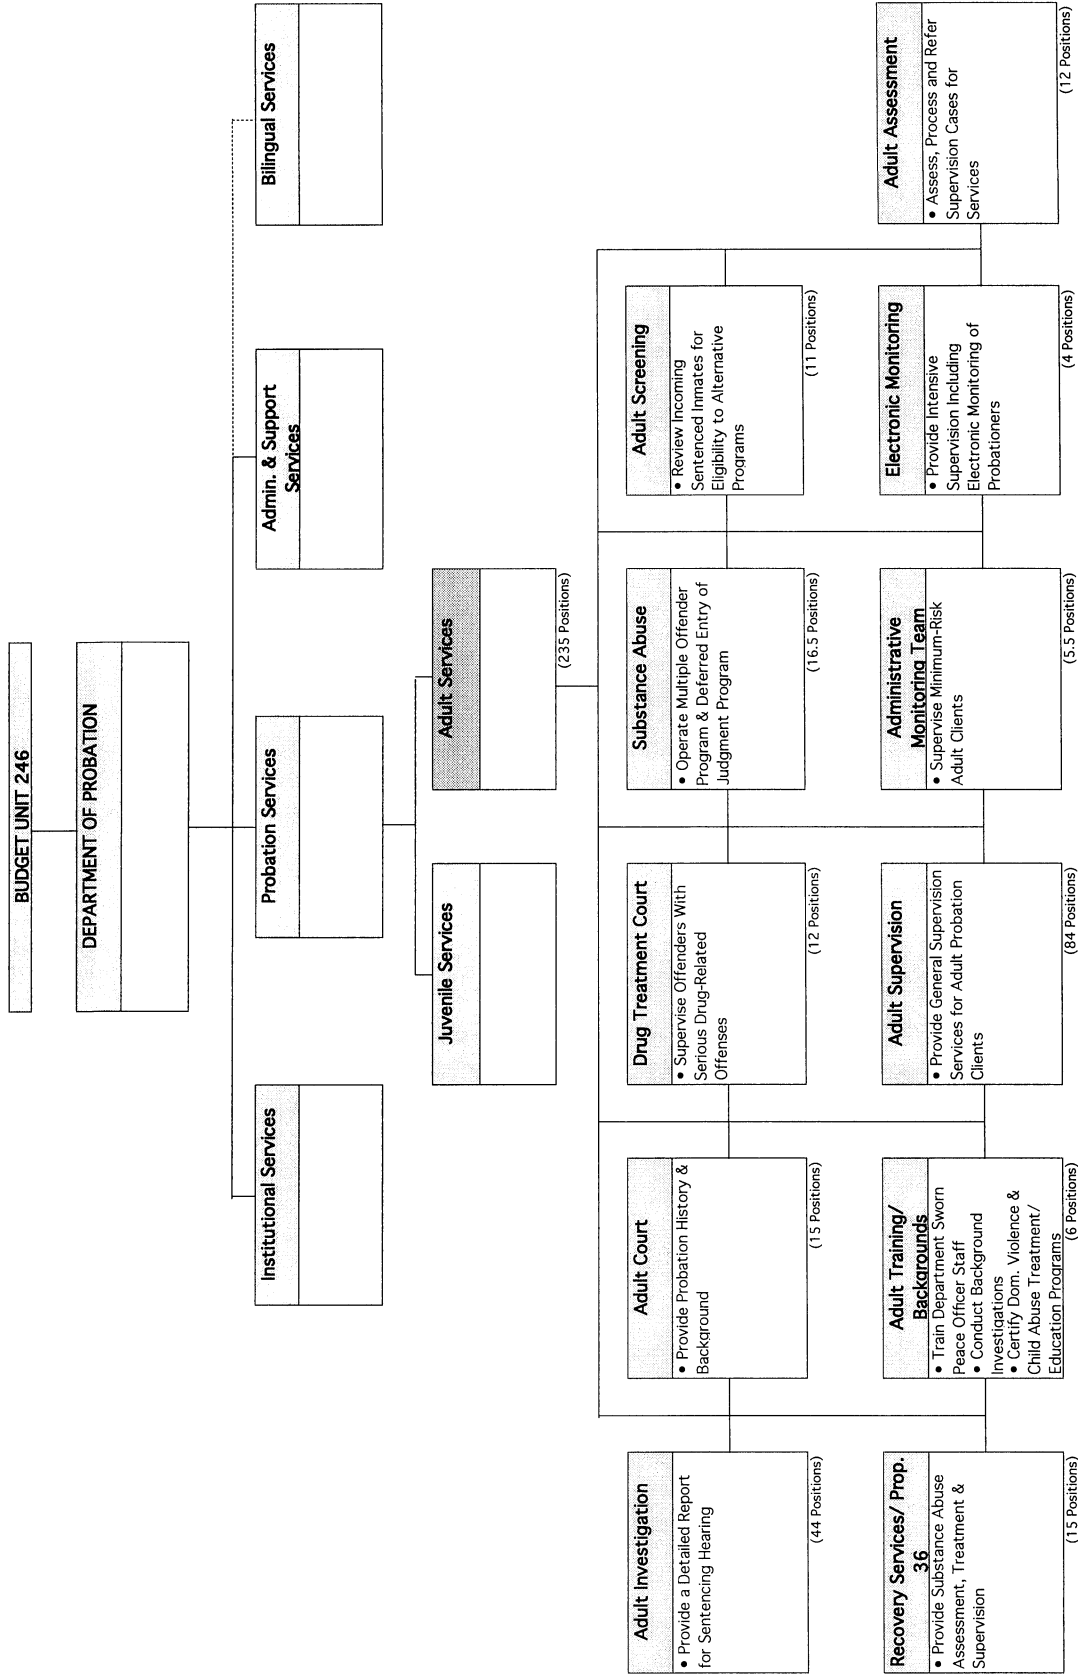 BUDGET UNIT 246
DEPARTMENT OF PROBATION
Institutional Services
Probation Services
Admin. & Support
Services
Bilingual Services
Juvenile Services
Adult Services
(235 Positions)
Adult Investigation
• Provide a Detailed Report
for Sentencing Hearing
(44 Positions)
Adult Court
• Provide Probation History &
Background
(15 Positions)
Drug Treatment Court
• Supervise Offenders With
Serious Drug-Related
Offenses
(12 Positions)
Substance Abuse
• Operate Multiple Offender
Program & Deferred Entry of
Judgment Program
(16.5 Positions)
Adult Screening
• Review Incoming
Sentenced Inmates for
Eligibility to Alternative
Programs
(11 Positions)
Recovery Services/ Prop.
36
• Provide Substance Abuse
Assessment, Treatment &
Supervision
(15 Positions)
Adult Training/
Backgrounds
• Train Department Sworn
Peace Officer Staff
• Conduct Background
Investigations
• Certify Dom. Violence &
Child Abuse Treatment/
Education Programs
(6 Positions)
Adult Supervision
• Provide General Supervision
Services for Adult Probation
Clients
(84 Positions)
Administrative
Monitoring Team
• Supervise Minimum-Risk
Adult Clients
(5.5 Positions)
Electronic Monitoring
• Provide Intensive
Supervision Including
Electronic Monitoring of
Probationers
(4 Positions)
Adult Assessment
• Assess, Process and Refer
Supervision Cases for
Services
(12 Positions)